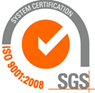 SYSTEM CERTIFICATION
ISO 9001:2008
SGS